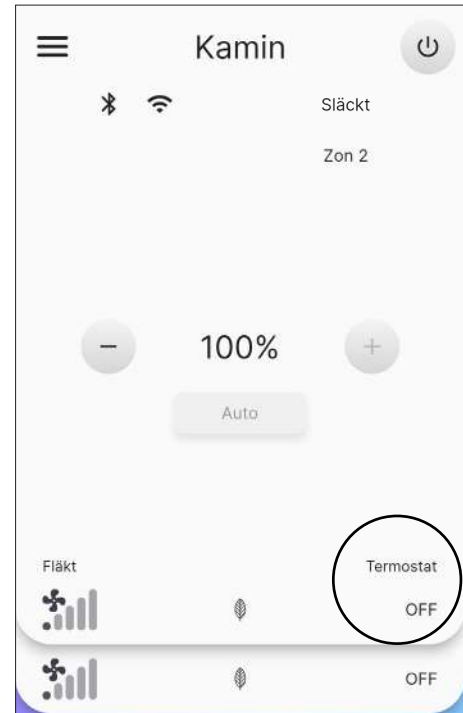 Kamin
Släckt
Zon 2
100%
Auto
Fläkt
Termostat
OFF
OFF